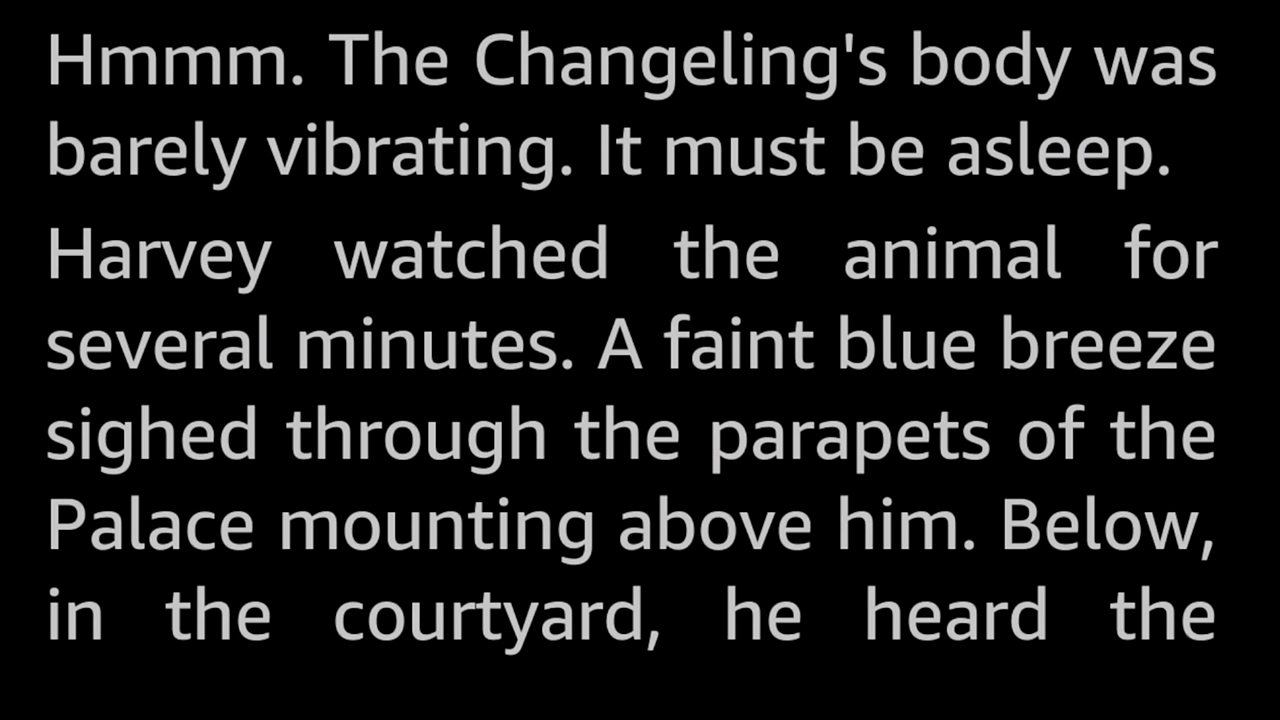 Hmmm. The Changeling's body was
barely vibrating. It must be asleep.
Harvey watched the animal for
several minutes. A faint blue breeze
sighed through the parapets of the
Palace mounting above him. Below,
in the courtyard, he heard the